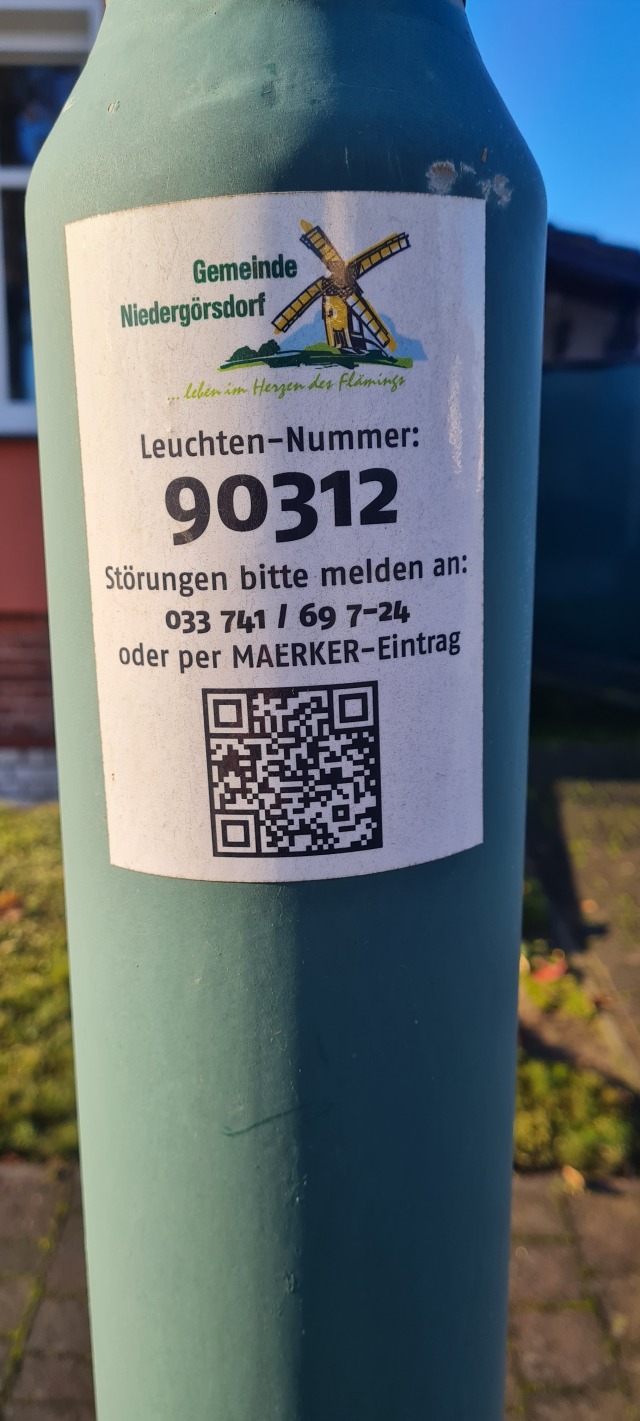 Gemeinde
Niedergörsdorf
... leben im Herzen des Flämings
Leuchten-Nummer:
90312
Störungen bitte melden an:
033 741 / 69 7-24
oder per MAERKER-Eintrag